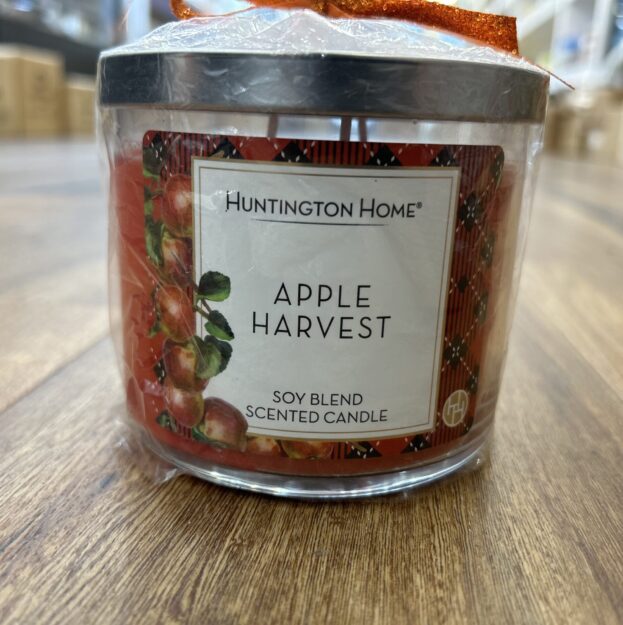 HUNTINGTON HOME®
APPLE
HARVEST
SOY BLEND
SCENTED CANDLE